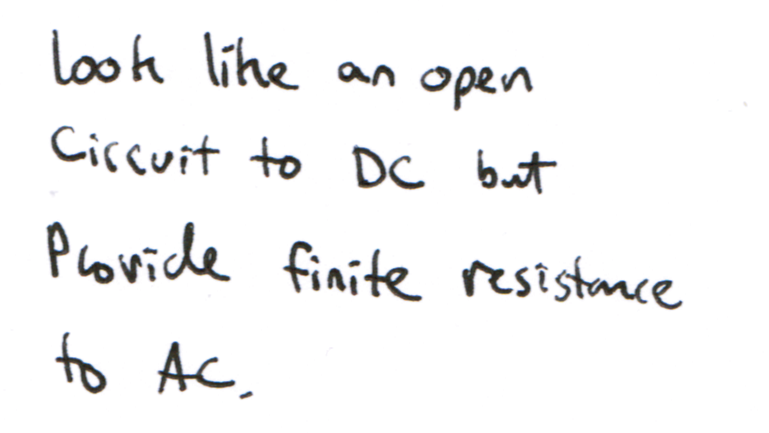 look like an open
Circuit to DC but
Provide finite resistance
to AC.